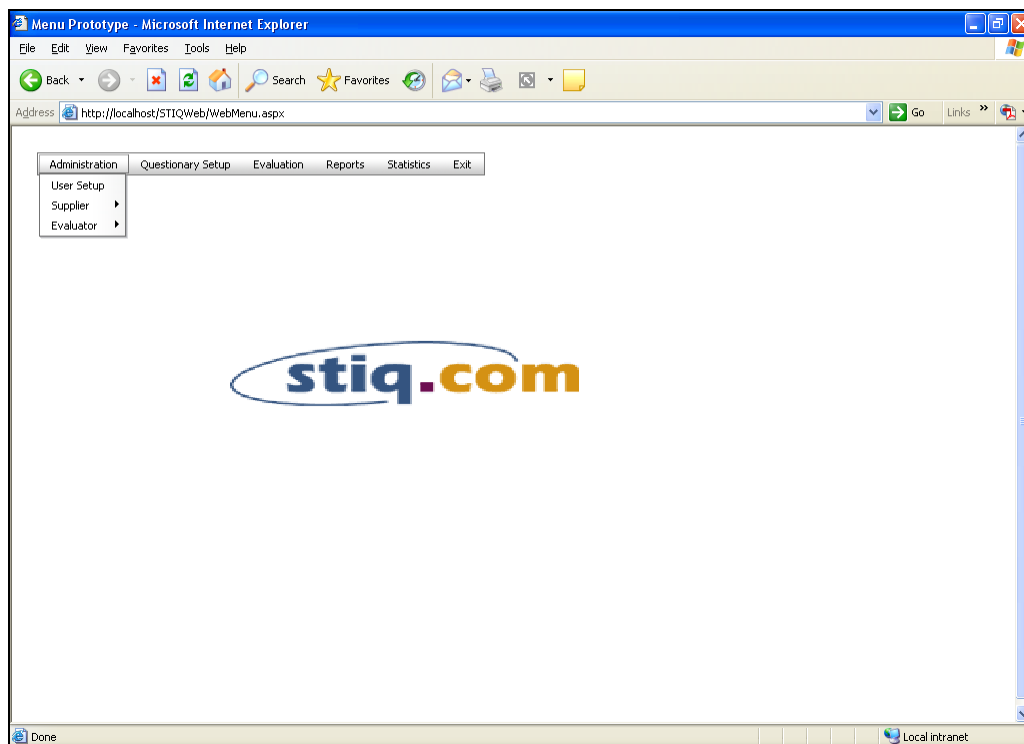 Menu Prototype - Microsoft Internet Explorer
File Edit View Favorites Tools Help
Back Search Favorites
Address http://localhost/STIQWeb/WebMenu.aspx Go Links »
Administration Questionary Setup Evaluation Reports Statistics Exit
User Setup
Supplier
Evaluator
stiq.com
Done Local intranet